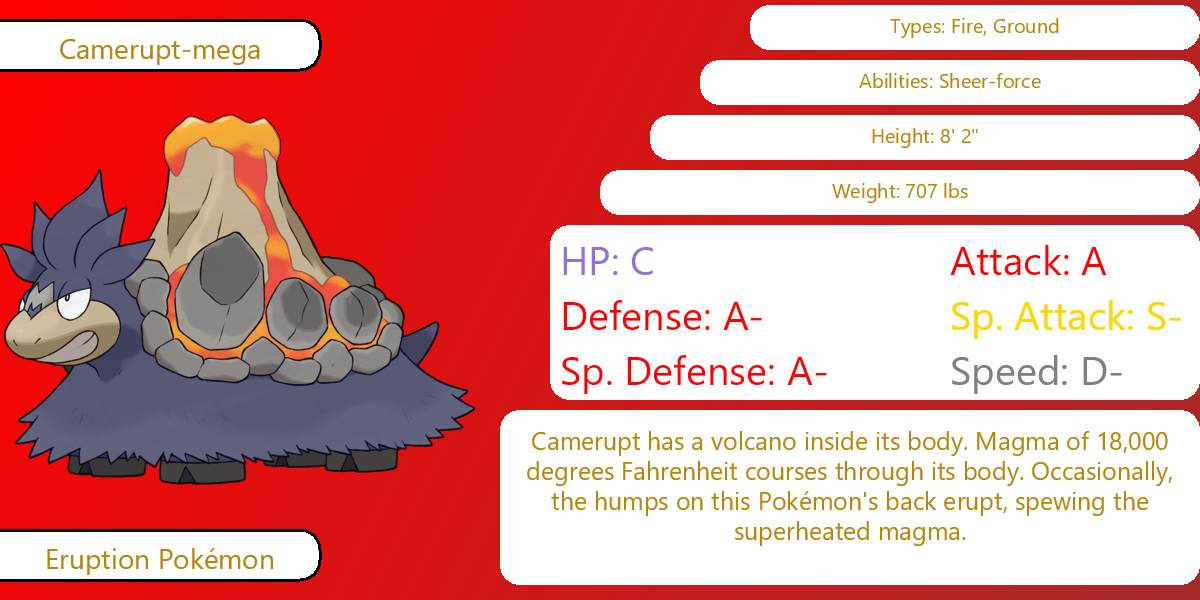 Camerupt-mega
Types: Fire, Ground
Abilities: Sheer-force
Height: 8' 2"
Weight: 707 lbs
HP: C
Attack: A
Defense: A-
Sp. Attack: S-
Sp. Defense: A-
Speed: D-
Camerupt has a volcano inside its body. Magma of 18,000
degrees Fahrenheit courses through its body. Occasionally,
the humps on this Pokémon's back erupt, spewing the
superheated magma.
Eruption Pokémon